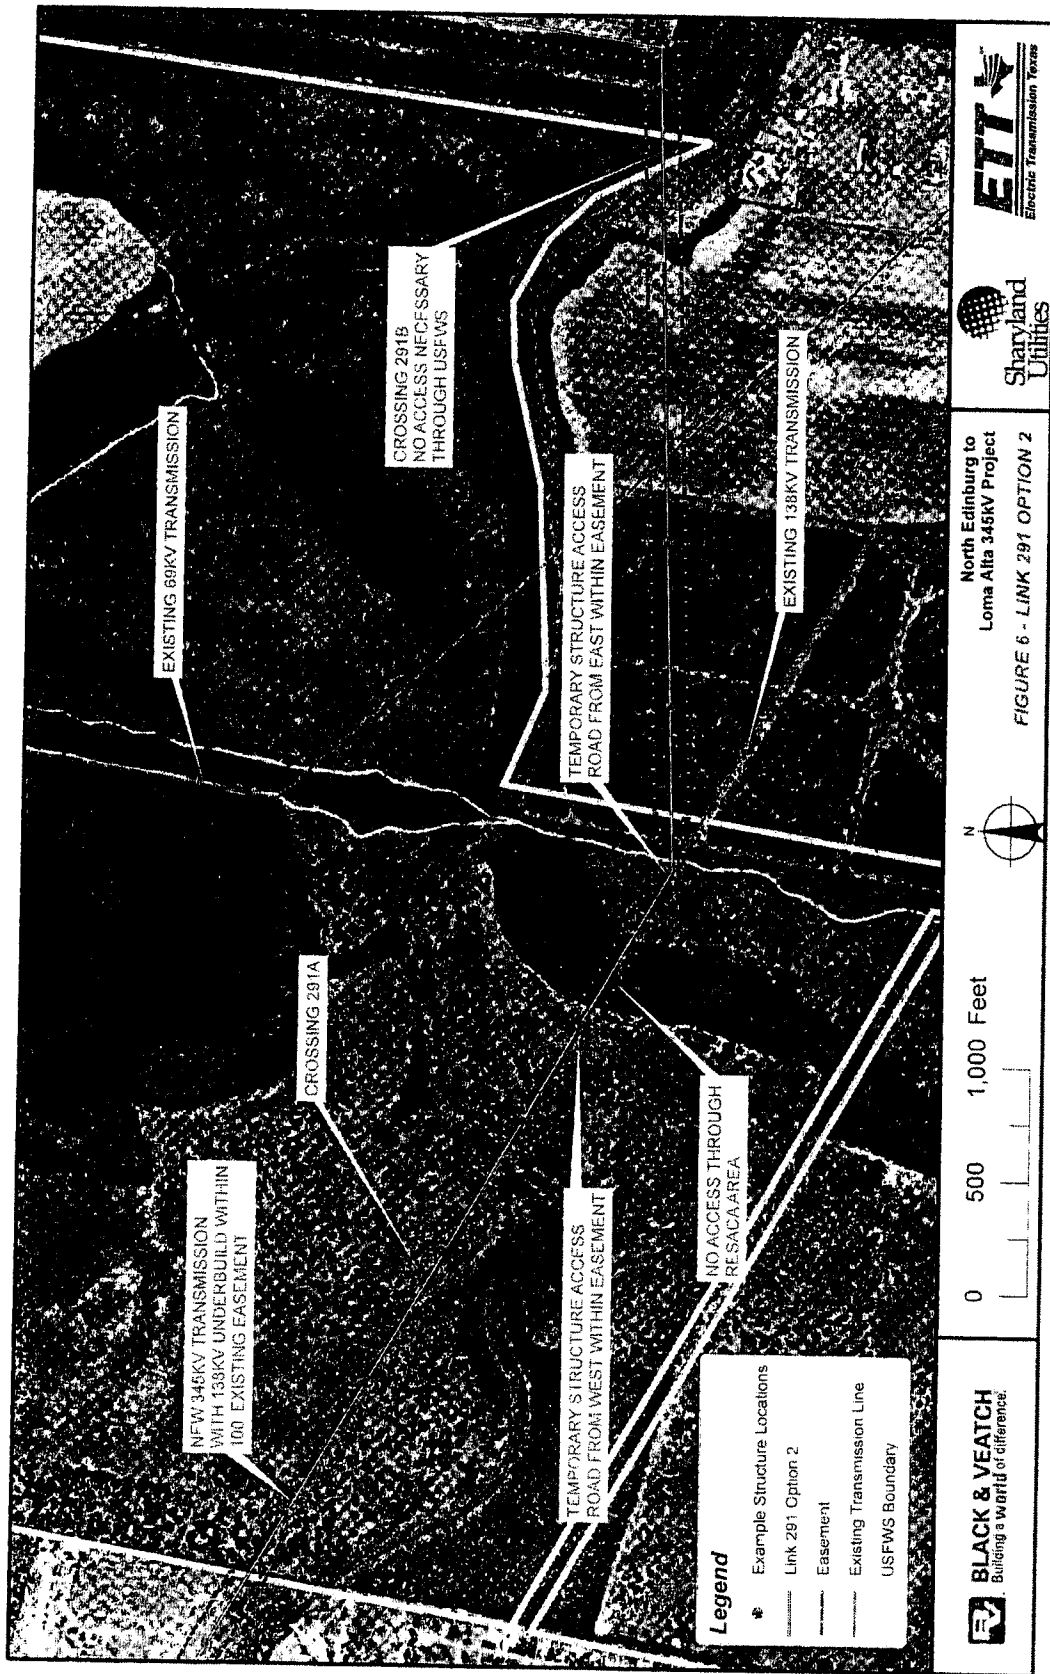 NEW 345KV TRANSMISSION
WITH 138KV UNDERBUILD WITHIN
100' EXISTING EASEMENT
CROSSING 291A
EXISTING 69KV TRANSMISSION
CROSSING 291B
NO ACCESS NECESSARY
THROUGH USFWS
TEMPORARY STRUCTURE ACCESS
ROAD FROM WEST WITHIN EASEMENT
NO ACCESS THROUGH
RESACA AREA
TEMPORARY STRUCTURE ACCESS
ROAD FROM EAST WITHIN EASEMENT
EXISTING 138KV TRANSMISSION
Legend
Example Structure Locations
Link 291 Option 2
Easement
Existing Transmission Line
USFWS Boundary
BLACK & VEATCH
Building a world of difference.
0 500 1,000 Feet
N
North Edinburg to
Loma Alta 345kV Project
FIGURE 6 - LINK 291 OPTION 2
Sharyland
Utilities
ETT
Electric Transmission Texas